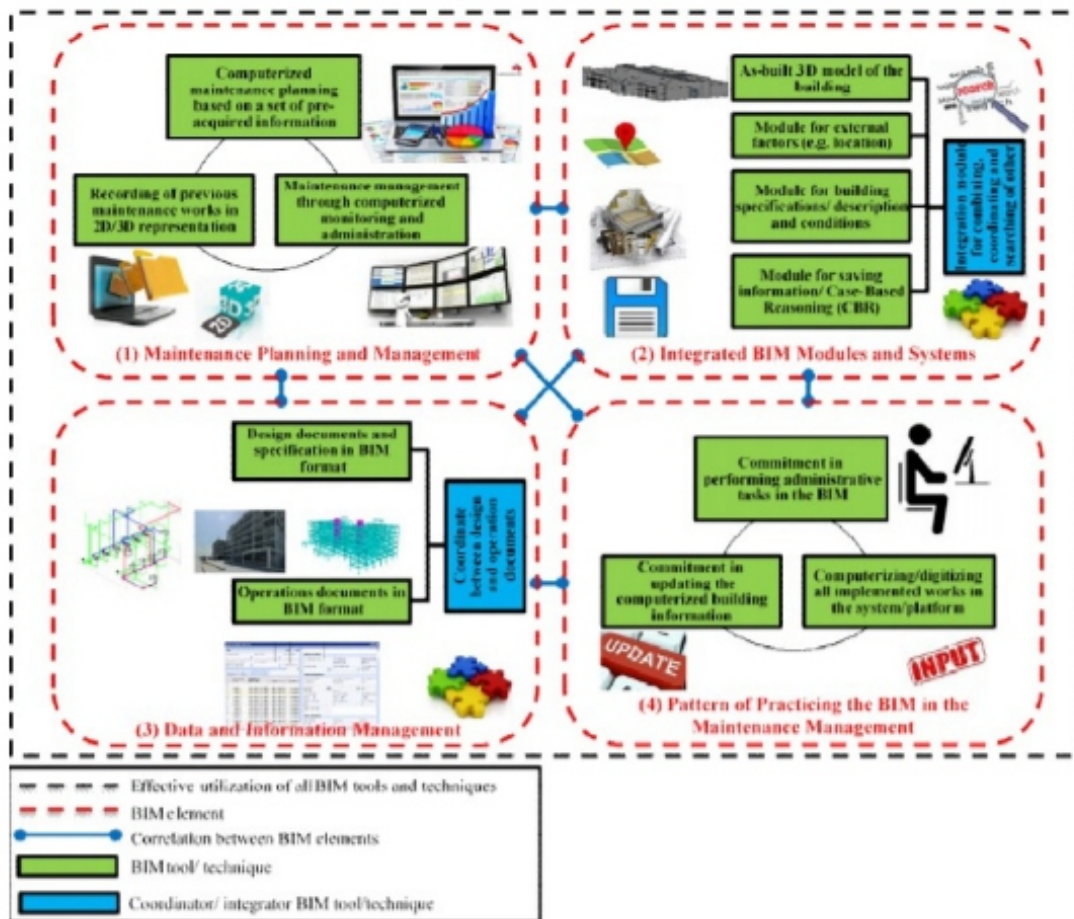 Computerized
maintenance planning
based on a set of pre-
acquired information
Recording of previous
maintenance works in
2D/3D representation
Maintenance management
through computerized
monitoring and
administration
2D
3D
(1) Maintenance Planning and Management
As-built 3D model of the
building
Module for external
factors (e.g. location)
Module for building
specifications/ description
and conditions
Module for saving
information/ Case-Based
Reasoning (CBR)
Integration module
for combining,
coordinating and
searching of other
search
(2) Integrated BIM Modules and Systems
Design documents and
specification in BIM
format
Operations documents in
BIM format
Coordinate
between design
and operation
documents
(3) Data and Information Management
Commitment in
performing administrative
tasks in the BIM
Commitment in
updating the
computerized building
information
Computerizing/digitizing
all implemented works in
the system/platform
UPDATE
INPUT
(4) Pattern of Practicing the BIM in the
Maintenance Management
Effective utilization of all BIM tools and techniques
BIM element
Correlation between BIM elements
BIM tool/ technique
Coordinator/ integrator BIM tool/technique